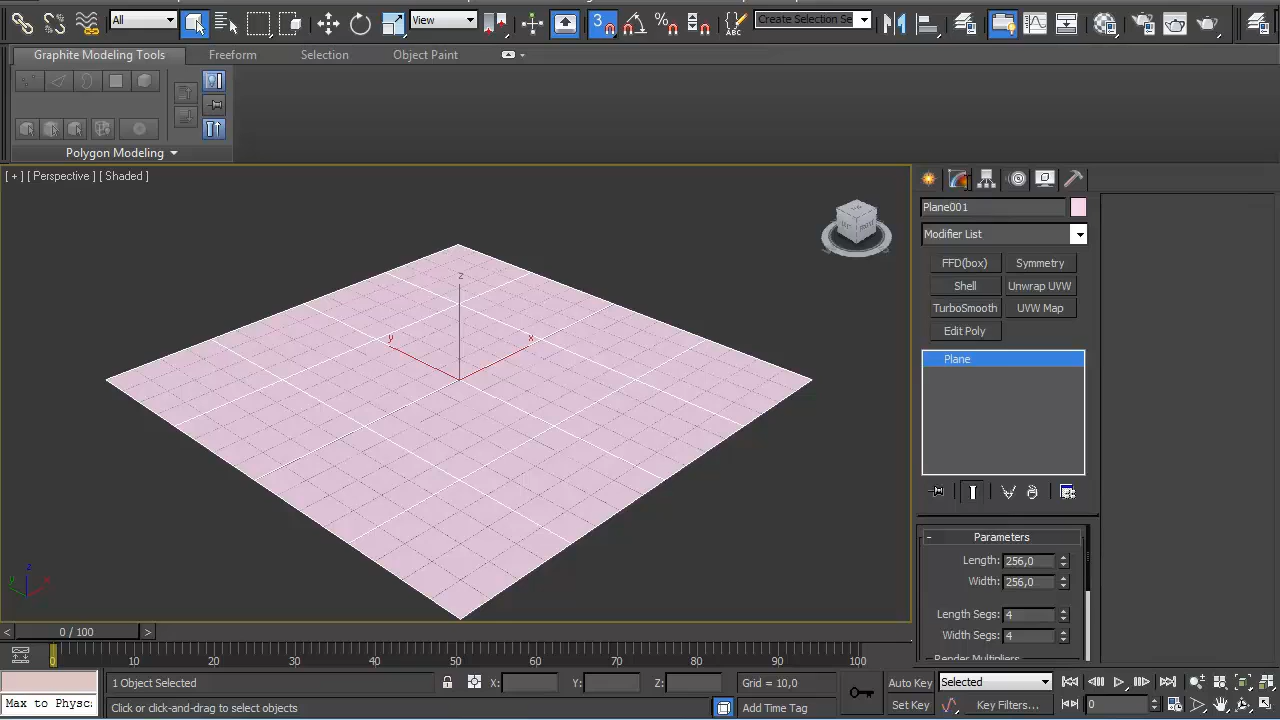 All
View
3
%
ABC
Create Selection Se
Graphite Modeling Tools
Freeform
Selection
Object Paint
Polygon Modeling
[ + ] [ Perspective ] [ Shaded ]
Plane001
Modifier List
FFD(box)
Symmetry
Shell
Unwrap UVW
TurboSmooth
UVW Map
Edit Poly
Plane
z
y
x
- Parameters
Length: 256,0
Width: 256,0
Length Segs: 4
Width Segs: 4
Render Multipliers
z
y
x
< 0 / 100 >
0 10 20 30 40 50 60 70 80 90 100
1 Object Selected
X:
Y:
Z:
Grid = 10,0
Auto Key
Selected
Max to Physc:
Click or click-and-drag to select objects
Add Time Tag
Set Key
Key Filters...
0